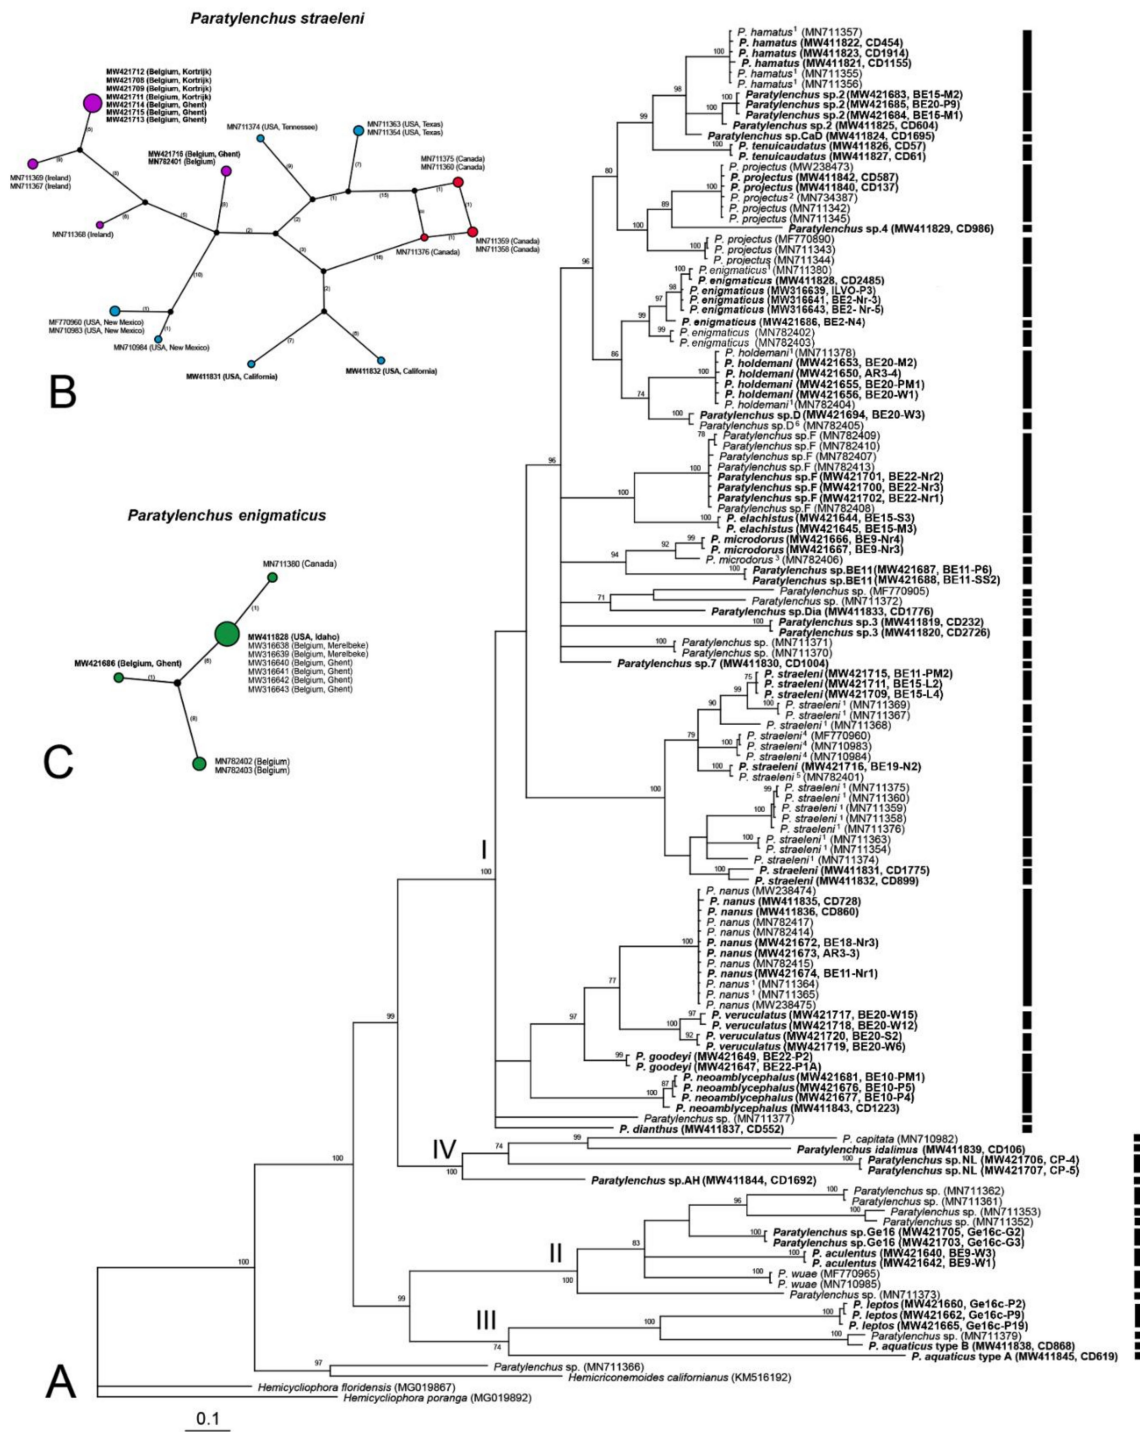 Paratylenchus straeleni
B
MW421712 (Belgium, Kortrijk)
MW421708 (Belgium, Kortrijk)
MW421709 (Belgium, Kortrijk)
MW421711 (Belgium, Kortrijk)
MW421714 (Belgium, Ghent)
MW421715 (Belgium, Ghent)
MW421713 (Belgium, Ghent)
MN711369 (Ireland)
MN711367 (Ireland)
MN711368 (Ireland)
MW421716 (Belgium, Ghent)
MN782401 (Belgium)
MN711374 (USA, Tennessee)
MN711363 (USA, Texas)
MN711354 (USA, Texas)
MN711375 (Canada)
MN711360 (Canada)
MN711359 (Canada)
MN711358 (Canada)
MN711376 (Canada)
MF770960 (USA, New Mexico)
MN710983 (USA, New Mexico)
MN710984 (USA, New Mexico)
MW411831 (USA, California)
MW411832 (USA, California)
Paratylenchus enigmaticus
C
MN711380 (Canada)
MW411828 (USA, Idaho)
MW316638 (Belgium, Merelbeke)
MW316639 (Belgium, Merelbeke)
MW316640 (Belgium, Ghent)
MW316641 (Belgium, Ghent)
MW316642 (Belgium, Ghent)
MW316643 (Belgium, Ghent)
MW421686 (Belgium, Ghent)
MN782402 (Belgium)
MN782403 (Belgium)
A
P. hamatus¹ (MN711357)
P. hamatus (MW411822, CD454)
P. hamatus (MW411823, CD1914)
P. hamatus (MW411821, CD1155)
P. hamatus¹ (MN711355)
P. hamatus¹ (MN711356)
Paratylenchus sp.2 (MW421683, BE15-M2)
Paratylenchus sp.2 (MW421685, BE20-P9)
Paratylenchus sp.2 (MW421684, BE15-M1)
Paratylenchus sp.2 (MW411825, CD604)
Paratylenchus sp.CaD (MW411824, CD1695)
P. tenuicaudatus (MW411826, CD57)
P. tenuicaudatus (MW411827, CD61)
P. projectus (MW238473)
P. projectus (MW411842, CD587)
P. projectus (MW411840, CD137)
P. projectus² (MN734387)
P. projectus (MN711342)
P. projectus (MN711345)
Paratylenchus sp.4 (MW411829, CD986)
P. projectus (MF770890)
P. projectus (MN711343)
P. projectus (MN711344)
P. enigmaticus¹ (MN711380)
P. enigmaticus (MW411828, CD2485)
P. enigmaticus (MW316639, ILVO-P3)
P. enigmaticus (MW316641, BE2-Nr-3)
P. enigmaticus (MW316643, BE2- Nr-5)
P. enigmaticus (MW421686, BE2-N4)
P. enigmaticus (MN782402)
P. enigmaticus (MN782403)
P. holdemani¹ (MN711378)
P. holdemani (MW421653, BE20-M2)
P. holdemani (MW421650, AR3-4)
P. holdemani (MW421655, BE20-PM1)
P. holdemani (MW421656, BE20-W1)
P. holdemani¹ (MN782404)
Paratylenchus sp.D (MW421694, BE20-W3)
Paratylenchus sp.D⁶ (MN782405)
Paratylenchus sp.F (MN782409)
Paratylenchus sp.F (MN782410)
Paratylenchus sp.F (MN782407)
Paratylenchus sp.F (MN782413)
Paratylenchus sp.F (MW421701, BE22-Nr2)
Paratylenchus sp.F (MW421700, BE22-Nr3)
Paratylenchus sp.F (MW421702, BE22-Nr1)
Paratylenchus sp.F (MN782408)
P. elachistus (MW421644, BE15-S3)
P. elachistus (MW421645, BE15-M3)
P. microdorus (MW421666, BE9-Nr4)
P. microdorus (MW421667, BE9-Nr3)
P. microdorus³ (MN782406)
Paratylenchus sp.BE11 (MW421687, BE11-P6)
Paratylenchus sp.BE11 (MW421688, BE11-SS2)
Paratylenchus sp. (MF770905)
Paratylenchus sp. (MN711372)
Paratylenchus sp.Dia (MW411833, CD1776)
Paratylenchus sp.3 (MW411819, CD232)
Paratylenchus sp.3 (MW411820, CD2726)
Paratylenchus sp. (MN711371)
Paratylenchus sp. (MN711370)
Paratylenchus sp.7 (MW411830, CD1004)
P. straeleni (MW421715, BE11-PM2)
P. straeleni (MW421711, BE15-L2)
P. straeleni (MW421709, BE15-L4)
P. straeleni¹ (MN711369)
P. straeleni¹ (MN711367)
P. straeleni¹ (MN711368)
P. straeleni⁴ (MF770960)
P. straeleni⁴ (MN710983)
P. straeleni⁴ (MN710984)
P. straeleni (MW421716, BE19-N2)
P. straeleni⁵ (MN782401)
P. straeleni¹ (MN711375)
P. straeleni¹ (MN711360)
P. straeleni¹ (MN711359)
P. straeleni¹ (MN711358)
P. straeleni¹ (MN711376)
P. straeleni¹ (MN711363)
P. straeleni¹ (MN711354)
P. straeleni¹ (MN711374)
P. straeleni (MW411831, CD1775)
P. straeleni (MW411832, CD899)
P. nanus (MW238474)
P. nanus (MW411835, CD728)
P. nanus (MW411836, CD860)
P. nanus (MN782417)
P. nanus (MN782414)
P. nanus (MW421672, BE18-Nr3)
P. nanus (MW421673, AR3-3)
P. nanus (MN782415)
P. nanus (MW421674, BE11-Nr1)
P. nanus¹ (MN711364)
P. nanus¹ (MN711365)
P. nanus (MW238475)
P. veruculatus (MW421717, BE20-W15)
P. veruculatus (MW421718, BE20-W12)
P. veruculatus (MW421720, BE20-S2)
P. veruculatus (MW421719, BE20-W6)
P. goodeyi (MW421649, BE22-P2)
P. goodeyi (MW421647, BE22-P1A)
P. neoamblycephalus (MW421681, BE10-PM1)
P. neoamblycephalus (MW421676, BE10-P5)
P. neoamblycephalus (MW421677, BE10-P4)
P. neoamblycephalus (MW411843, CD1223)
Paratylenchus sp. (MN711377)
P. dianthus (MW411837, CD552)
P. capitata (MN710982)
Paratylenchus idalimus (MW411839, CD106)
Paratylenchus sp.NL (MW421706, CP-4)
Paratylenchus sp.NL (MW421707, CP-5)
Paratylenchus sp.AH (MW411844, CD1692)
Paratylenchus sp. (MN711362)
Paratylenchus sp. (MN711361)
Paratylenchus sp. (MN711353)
Paratylenchus sp. (MN711352)
Paratylenchus sp.Ge16 (MW421705, Ge16c-G2)
Paratylenchus sp.Ge16 (MW421703, Ge16c-G3)
P. aculentus (MW421640, BE9-W3)
P. aculentus (MW421642, BE9-W1)
P. wuae (MF770965)
P. wuae (MN710985)
Paratylenchus sp. (MN711373)
P. leptos (MW421660, Ge16c-P2)
P. leptos (MW421662, Ge16c-P9)
P. leptos (MW421665, Ge16c-P19)
Paratylenchus sp. (MN711379)
P. aquaticus type B (MW411838, CD868)
P. aquaticus type A (MW411845, CD619)
Paratylenchus sp. (MN711366)
Hemicriconemoides californianus (KM516192)
Hemicycliophora floridensis (MG019867)
Hemicycliophora poranga (MG019892)
I
IV
II
III
0.1